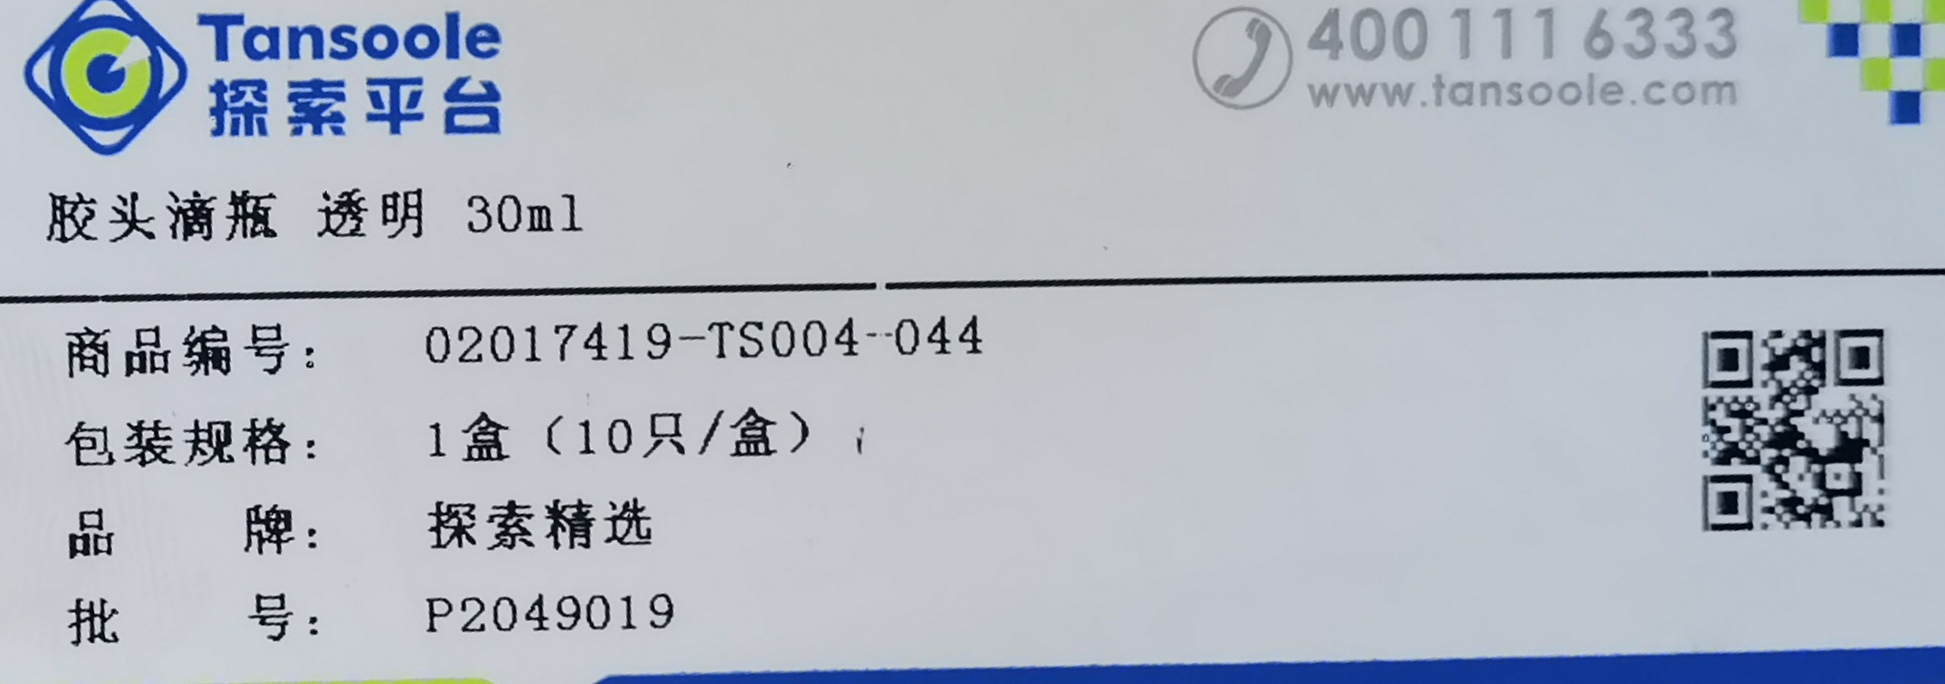 Tansoole
探索平台
400 111 6333
www.tansoole.com
胶头滴瓶 透明 30ml
商品编号： 02017419-TS004--044
包装规格： 1盒（10只/盒）
品 牌： 探索精选
批 号： P2049019